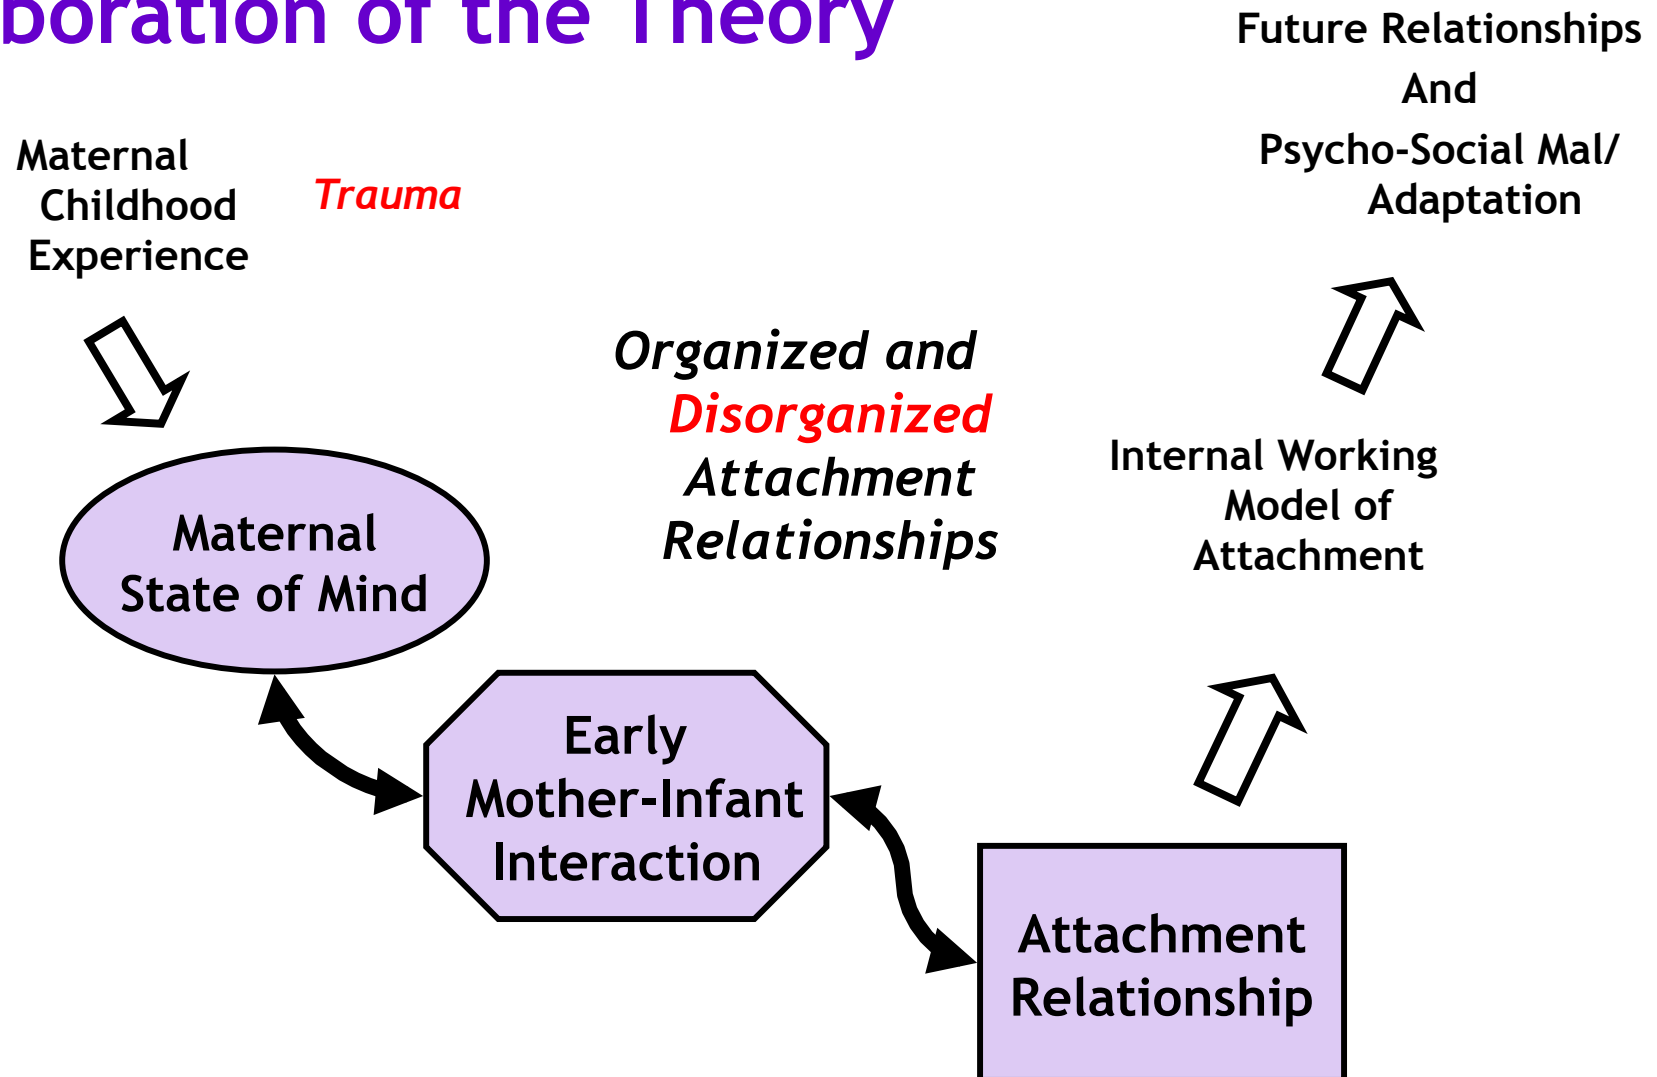 boration of the Theory
Maternal
Childhood
Experience
Trauma
Organized and
Disorganized
Attachment
Relationships
Future Relationships
And
Psycho-Social Mal/
Adaptation
Internal Working
Model of
Attachment
Maternal
State of Mind
Early
Mother-Infant
Interaction
Attachment
Relationship